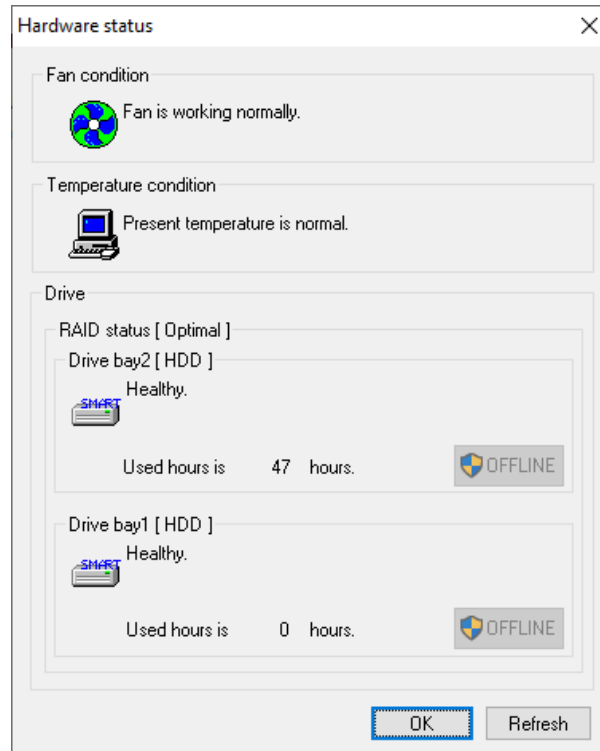 Hardware status
Fan condition
Fan is working normally.
Temperature condition
Present temperature is normal.
Drive
RAID status [ Optimal ]
Drive bay2 [ HDD ]
SMART
Healthy.
Used hours is 47 hours.
OFFLINE
Drive bay1 [ HDD ]
SMART
Healthy.
Used hours is 0 hours.
OFFLINE
OK Refresh